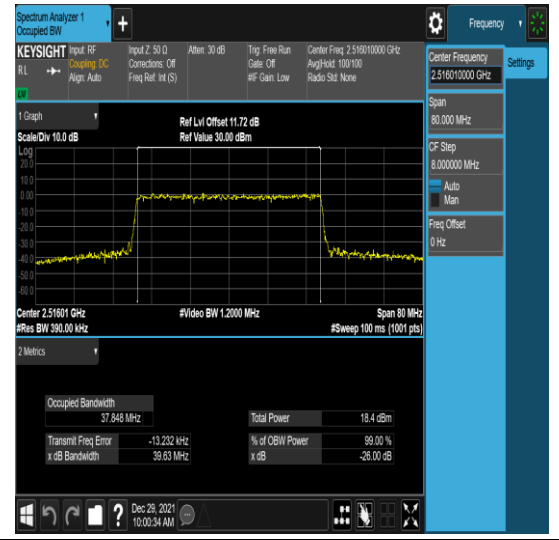 Spectrum Analyzer 1
Occupied BW
+
Frequency
KEYSIGHT Input: RF Input Z: 50 Ω Atten: 30 dB Trig: Free Run Center Freq: 2.516010000 GHz
RL Coupling: DC Corrections: Off Gate: Off Avg|Hold: 100/100
Align: Auto Freq Ref: Int (S) #IF Gain: Low Radio Std: None
Center Frequency
2.516010000 GHz
Settings
Span
80.000 MHz
CF Step
8.000000 MHz
Auto
Man
Freq Offset
0 Hz
1 Graph
Ref Lvl Offset 11.72 dB
Scale/Div 10.0 dB Ref Value 30.00 dBm
Log
20.0
10.0
0.00
-10.0
-20.0
-30.0
-40.0
-50.0
-60.0
Center 2.51601 GHz #Video BW 1.2000 MHz Span 80 MHz
#Res BW 390.00 kHz #Sweep 100 ms (1001 pts)
2 Metrics
Occupied Bandwidth
37.848 MHz Total Power 18.4 dBm
Transmit Freq Error -13.232 kHz % of OBW Power 99.00 %
x dB Bandwidth 39.63 MHz x dB -26.00 dB
? Dec 29, 2021
10:00:34 AM